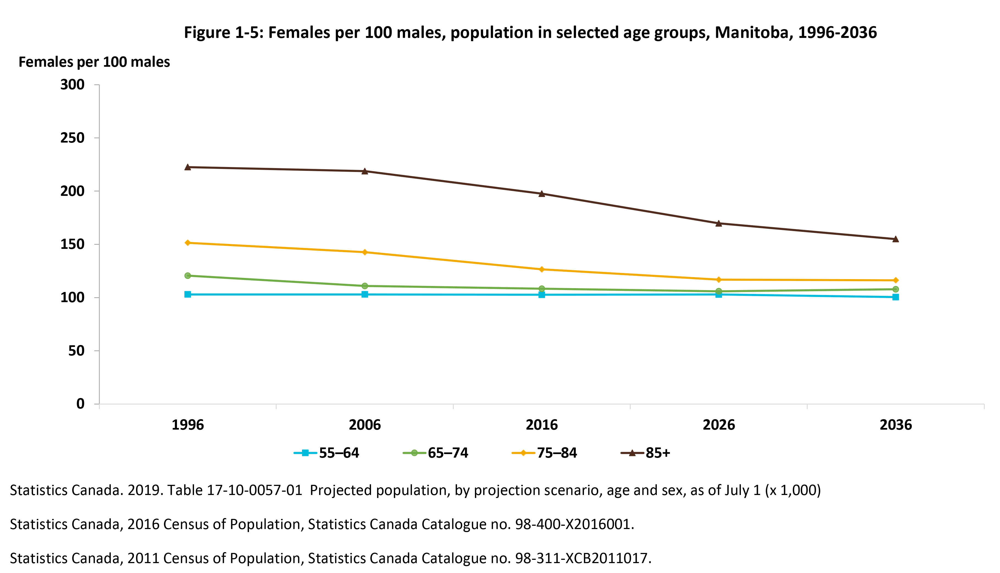 Figure 1-5: Females per 100 males, population in selected age groups, Manitoba, 1996-2036
Females per 100 males
300
250
200
150
100
50
0
1996 2006 2016 2026 2036
55–64 65–74 75–84 85+
Statistics Canada. 2019. Table 17-10-0057-01  Projected population, by projection scenario, age and sex, as of July 1 (x 1,000)
Statistics Canada, 2016 Census of Population, Statistics Canada Catalogue no. 98-400-X2016001.
Statistics Canada, 2011 Census of Population, Statistics Canada Catalogue no. 98-311-XCB2011017.